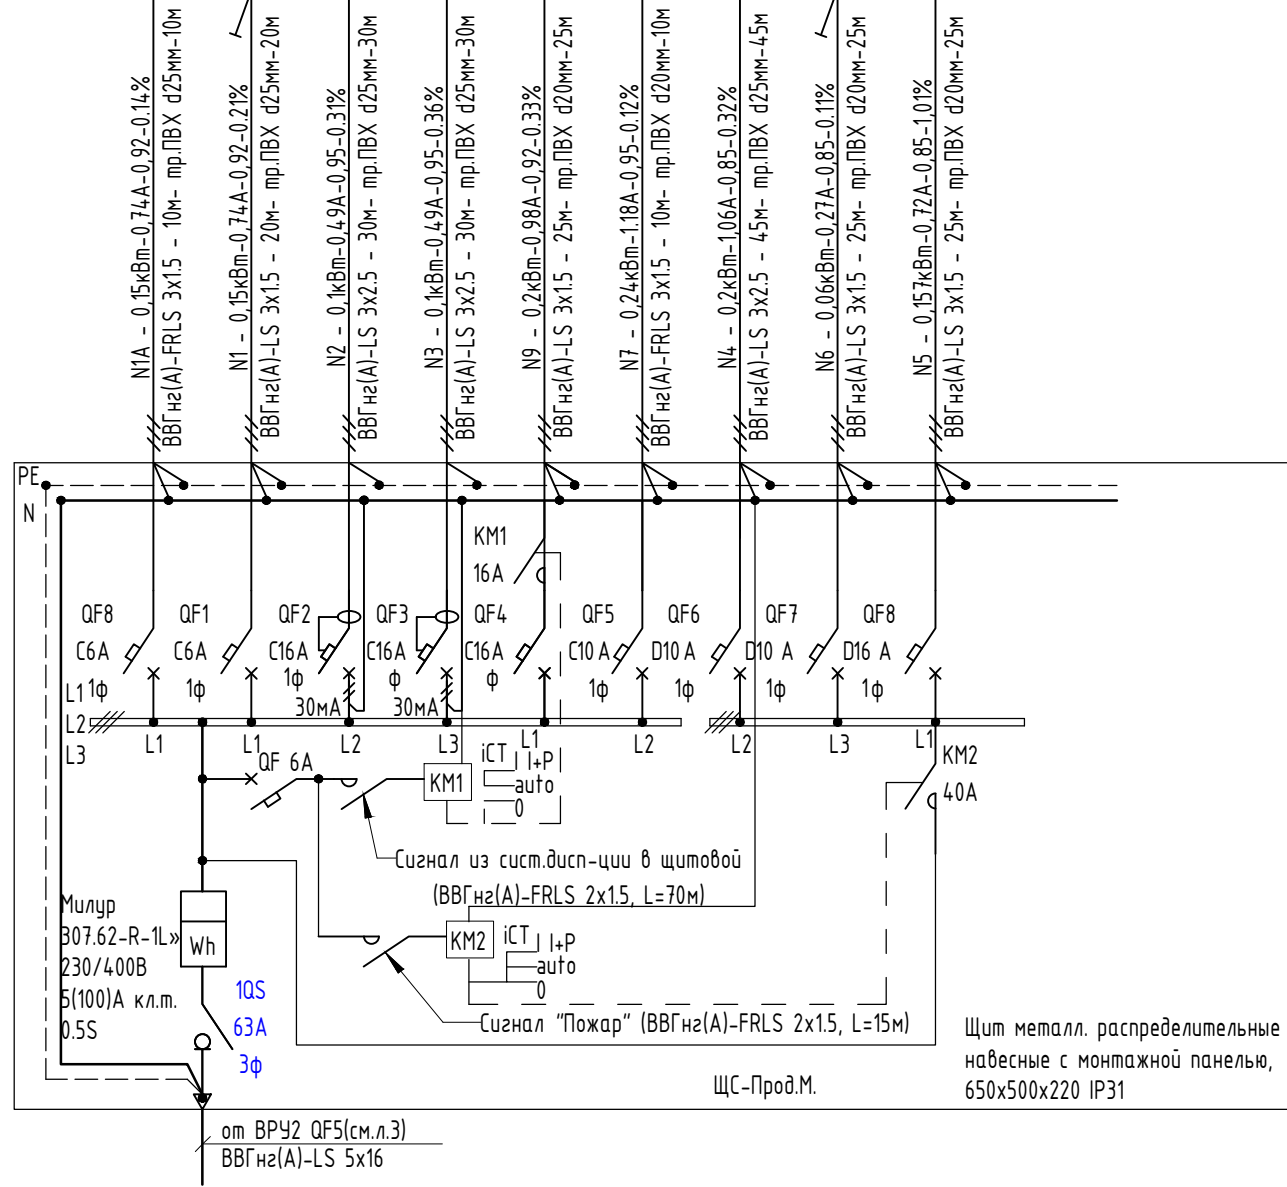 N1A - 0,15кВт-0,74А-0,92-0.14%
ВВГнг(А)-FRLS 3х1.5 - 10м- тр.ПВХ d25мм-10м
N1 - 0,15кВт-0,74А-0,92-0.21%
ВВГнг(А)-LS 3х1.5 - 20м- тр.ПВХ d25мм-20м
N2 - 0,1кВт-0,49А-0,95-0.31%
ВВГнг(А)-LS 3х2.5 - 30м- тр.ПВХ d25мм-30м
N3 - 0,1кВт-0,49А-0,95-0.36%
ВВГнг(А)-LS 3х2.5 - 30м- тр.ПВХ d25мм-30м
N9 - 0,2кВт-0,98А-0,92-0.33%
ВВГнг(А)-LS 3х1.5 - 25м- тр.ПВХ d20мм-25м
N7 - 0,24кВт-1.18А-0,95-0.12%
ВВГнг(А)-FRLS 3х1.5 - 10м- тр.ПВХ d20мм-10м
N4 - 0,2кВт-1,06А-0,85-0.32%
ВВГнг(А)-LS 3х2.5 - 45м- тр.ПВХ d25мм-45м
N6 - 0,06кВт-0,27А-0,85-0.11%
ВВГнг(А)-LS 3х1.5 - 25м- тр.ПВХ d20мм-25м
N5 - 0,157кВт-0,72А-0,85-1,01%
ВВГнг(А)-LS 3х1.5 - 25м- тр.ПВХ d20мм-25м
PE
N
KM1
16A
QF8
C6A
1ф
QF1
C6A
1ф
QF2
C16A
1ф
30мА
QF3
C16A
ф
30мА
QF4
C16A
ф
QF5
C10 A
1ф
QF6
D10 A
1ф
QF7
D10 A
1ф
QF8
D16 A
1ф
L1
L2
L3
L1
L1
L2
L3
L1
L2
L2
L3
L1
QF 6A
KM1
iCT
I I+P
auto
0
KM2
40A
Сигнал из сист.дисп-ции в щитовой
(ВВГнг(А)-FRLS 2х1.5, L=70м)
Милур
307.62-R-1L»
230/400В
5(100)А кл.т.
0.5S
Wh
1QS
63A
3ф
KM2
iCT
I I+P
auto
0
Сигнал "Пожар" (ВВГнг(А)-FRLS 2х1.5, L=15м)
ЩС-Прод.М.
Щит металл. распределительные
навесные с монтажной панелью,
650х500х220 IP31
от ВРУ2 QF5(см.л.3)
ВВГнг(А)-LS 5х16